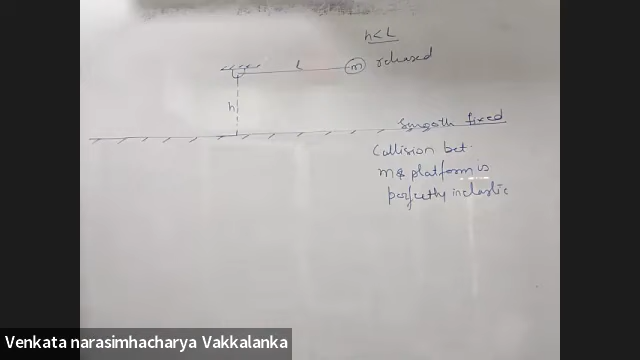 h<L
L
m
released
h
Smooth fixed
Collision bet.
m & platform is
perfectly inelastic
Venkata narasimhacharya Vakkalanka